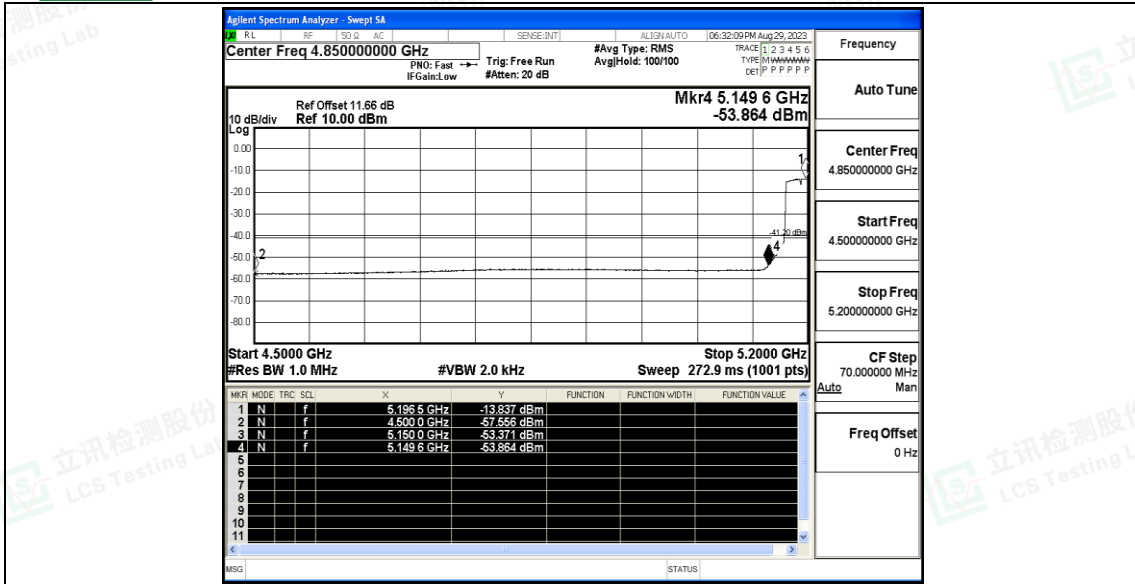 Agilent Spectrum Analyzer - Swept SA
LXI RL RF 50 Ω AC SENSE:INT ALIGNAUTO 06:32:09 PM Aug 29, 2023
Center Freq 4.850000000 GHz
PNO: Fast
IFGain:Low
Trig: Free Run
#Atten: 20 dB
#Avg Type: RMS
Avg|Hold: 100/100
TRACE 1 2 3 4 5 6
TYPE M
DET P P P P P P
Ref Offset 11.66 dB
10 dB/div Ref 10.00 dBm
Log
Mkr4 5.149 6 GHz
-53.864 dBm
0.00
-10.0
-20.0
-30.0
-40.0
-50.0
-60.0
-70.0
-80.0
1
2
4
-41.20 dBm
Start 4.5000 GHz Stop 5.2000 GHz
#Res BW 1.0 MHz #VBW 2.0 kHz Sweep 272.9 ms (1001 pts)
MKR MODE TRC SCL X Y FUNCTION FUNCTION WIDTH FUNCTION VALUE
1 N f 5.196 5 GHz -13.837 dBm
2 N f 4.500 0 GHz -57.556 dBm
3 N f 5.150 0 GHz -53.371 dBm
4 N f 5.149 6 GHz -53.864 dBm
5
6
7
8
9
10
11
MSG STATUS
Frequency
Auto Tune
Center Freq
4.850000000 GHz
Start Freq
4.500000000 GHz
Stop Freq
5.200000000 GHz
CF Step
70.000000 MHz
Auto Man
Freq Offset
0 Hz
立讯检测股份
LCS Testing Lab
立讯检测股份
LCS Testing L